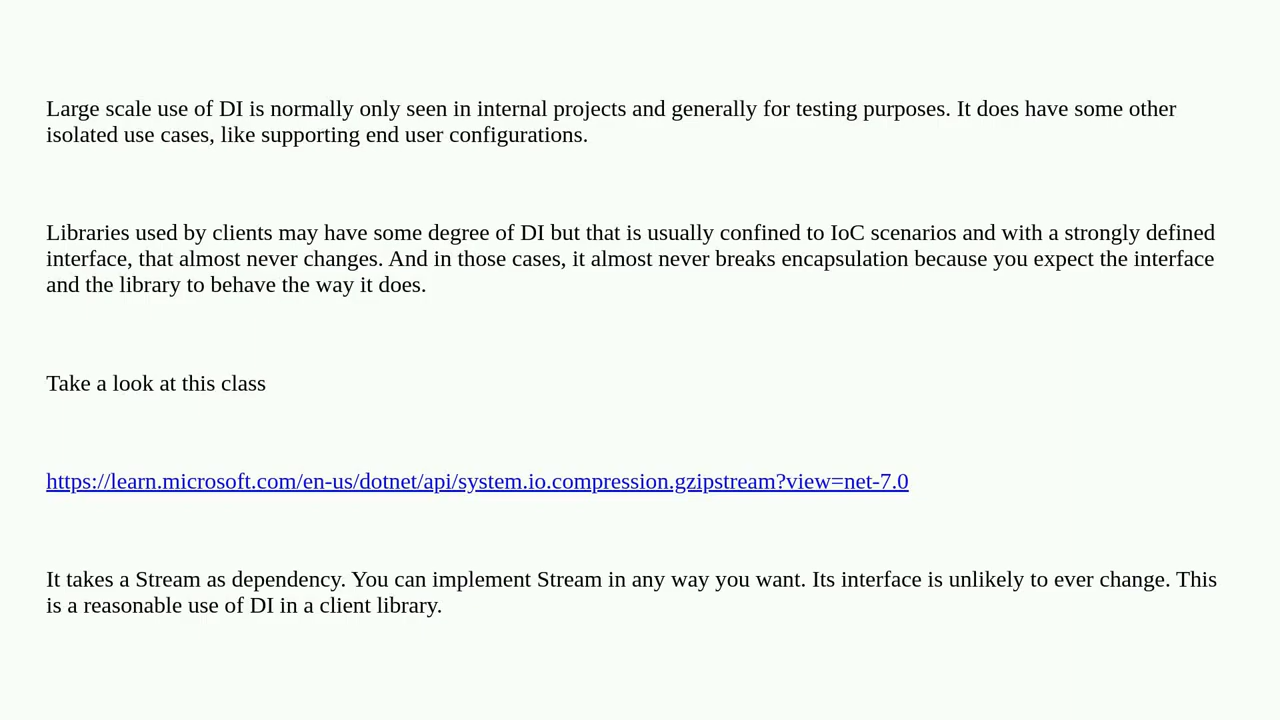 Large scale use of DI is normally only seen in internal projects and generally for testing purposes. It does have some other
isolated use cases, like supporting end user configurations.
Libraries used by clients may have some degree of DI but that is usually confined to IoC scenarios and with a strongly defined
interface, that almost never changes. And in those cases, it almost never breaks encapsulation because you expect the interface
and the library to behave the way it does.
Take a look at this class
https://learn.microsoft.com/en-us/dotnet/api/system.io.compression.gzipstream?view=net-7.0
It takes a Stream as dependency. You can implement Stream in any way you want. Its interface is unlikely to ever change. This
is a reasonable use of DI in a client library.